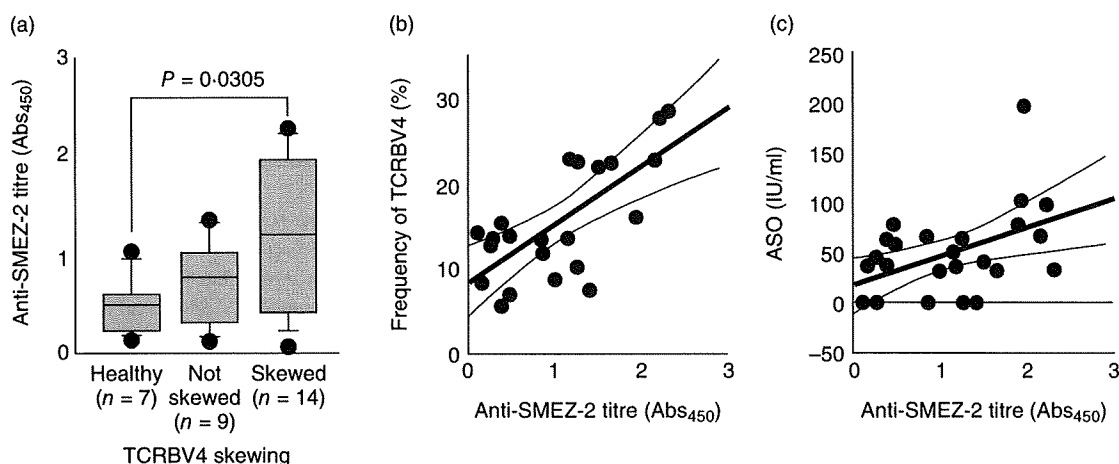 (a)
3
P = 0·0305
2
1
0
Anti-SMEZ-2 titre (Abs450)
Healthy
(n = 7)
Not
skewed
(n = 9)
Skewed
(n = 14)
TCRBV4 skewing
(b)
Frequency of TCRBV4 (%)
30
20
10
0
0 1 2 3
Anti-SMEZ-2 titre (Abs450)
(c)
ASO (IU/ml)
250
200
150
100
50
0
–50
0 1 2 3
Anti-SMEZ-2 titre (Abs450)